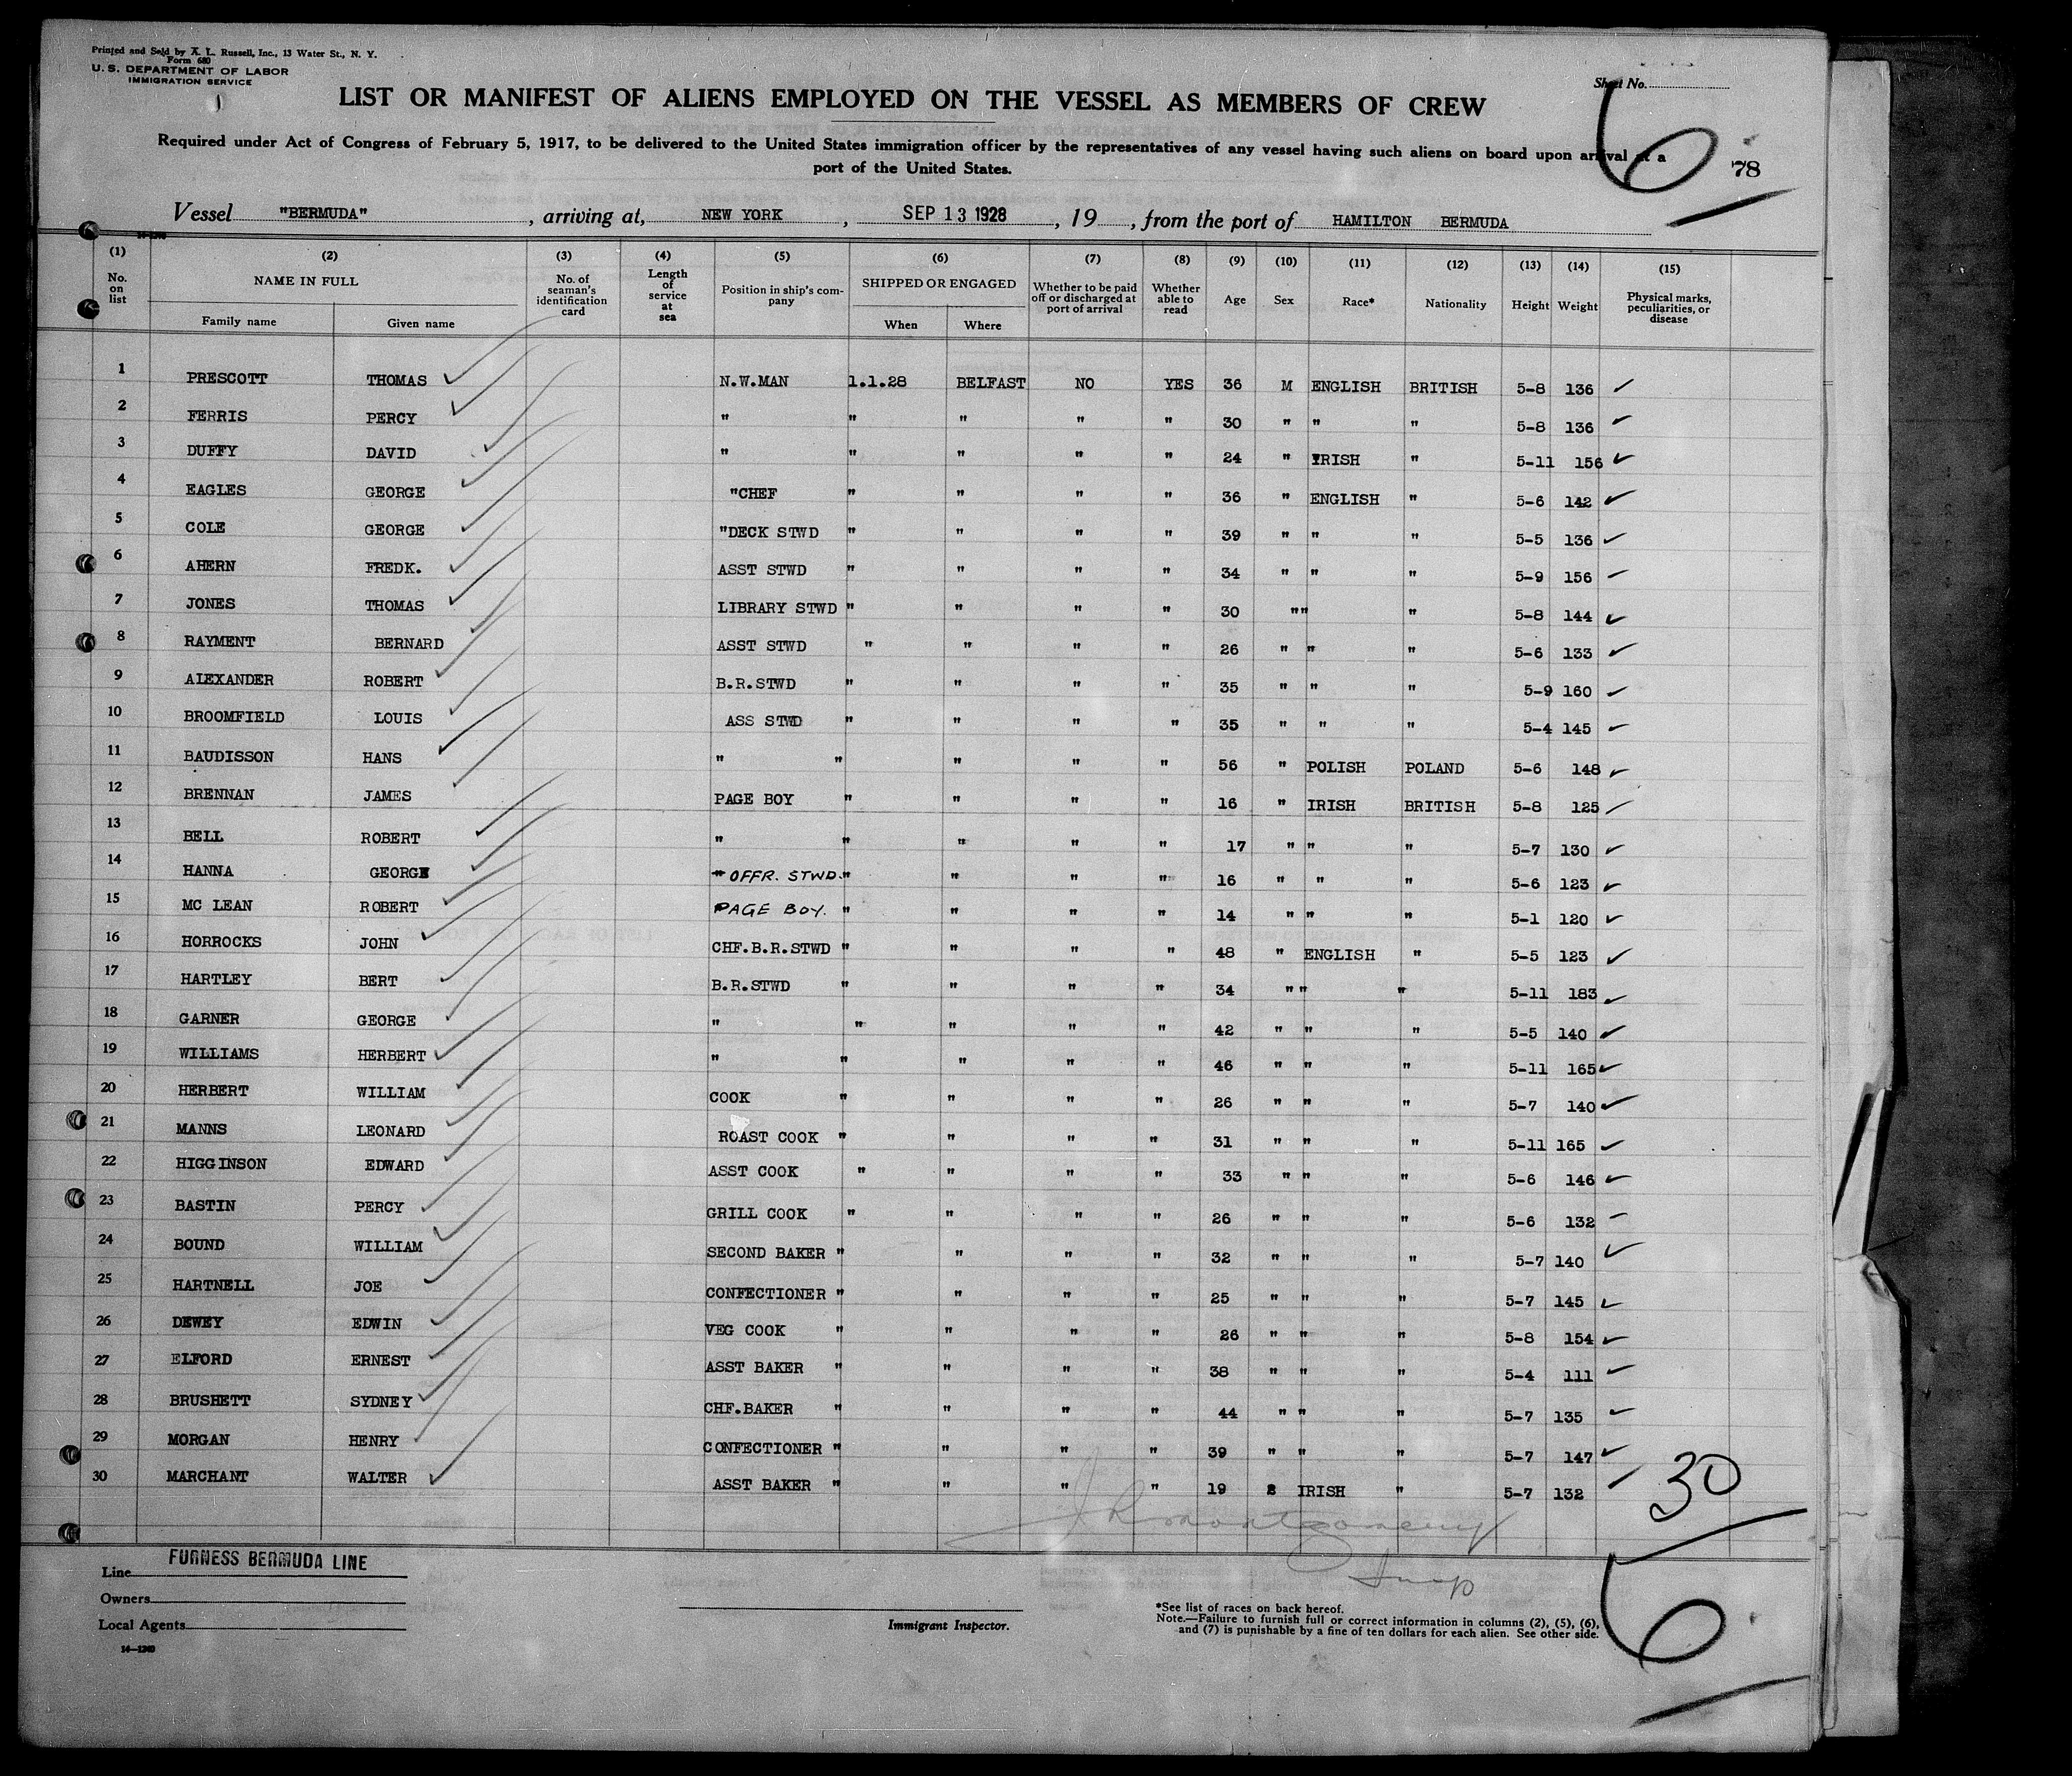 Printed and Sold by A. L. Russell, Inc., 13 Water St., N. Y.
Form 680
U. S. DEPARTMENT OF LABOR
IMMIGRATION SERVICE
Sheet No.
LIST OR MANIFEST OF ALIENS EMPLOYED ON THE VESSEL AS MEMBERS OF CREW
6
Required under Act of Congress of February 5, 1917, to be delivered to the United States immigration officer by the representatives of any vessel having such aliens on board upon arrival at a
port of the United States.
78
Vessel "BERMUDA", arriving at, NEW YORK, SEP 13 1928, 19, from the port of HAMILTON BERMUDA
(1) (2) (3) (4) (5) (6) (7) (8) (9) (10) (11) (12) (13) (14) (15)
No. on list NAME IN FULL Family name Given name No. of seaman's identification card Length of service at sea Position in ship's company SHIPPED OR ENGAGED When Where Whether to be paid off or discharged at port of arrival Whether able to read Age Sex Race* Nationality Height Weight Physical marks, peculiarities, or disease
1 PRESCOTT THOMAS N.W.MAN 1.1.28 BELFAST NO YES 36 M ENGLISH BRITISH 5-8 136
2 FERRIS PERCY " " " " " 30 " " " 5-8 136
3 DUFFY DAVID " " " " " 24 " IRISH " 5-11 156
4 EAGLES GEORGE "CHEF " " " " 36 " ENGLISH " 5-6 142
5 COLE GEORGE "DECK STWD " " " " 39 " " " 5-5 136
6 AHERN FREDK. ASST STWD " " " " 34 " " " 5-9 156
7 JONES THOMAS LIBRARY STWD " " " " 30 " " " 5-8 144
8 RAYMENT BERNARD ASST STWD " " " " 26 " " " 5-6 133
9 ALEXANDER ROBERT B.R.STWD " " " " 35 " " " 5-9 160
10 BROOMFIELD LOUIS ASS STWD " " " " 35 " " " 5-4 145
11 BAUDISSON HANS " " " " " 56 " POLISH POLAND 5-6 148
12 BRENNAN JAMES PAGE BOY " " " " 16 " IRISH BRITISH 5-8 125
13 BELL ROBERT " " " " " 17 " " " 5-7 130
14 HANNA GEORGE " OFFR. STWD. " " " " 16 " " " 5-6 123
15 MC LEAN ROBERT PAGE BOY. " " " " 14 " " " 5-1 120
16 HORROCKS JOHN CHF.B.R.STWD " " " " 48 " ENGLISH " 5-5 123
17 HARTLEY BERT B.R.STWD " " " " 34 " " " 5-11 183
18 GARNER GEORGE " " " " " 42 " " " 5-5 140
19 WILLIAMS HERBERT " " " " " 46 " " " 5-11 165
20 HERBERT WILLIAM COOK " " " " 26 " " " 5-7 140
21 MANNS LEONARD ROAST COOK " " " " 31 " " " 5-11 165
22 HIGGINSON EDWARD ASST COOK " " " " 33 " " " 5-6 146
23 BASTIN PERCY GRILL COOK " " " " 26 " " " 5-6 132
24 BOUND WILLIAM SECOND BAKER " " " " 32 " " " 5-7 140
25 HARTNELL JOE CONFECTIONER " " " " 25 " " " 5-7 145
26 DEWEY EDWIN VEG COOK " " " " 26 " " " 5-8 154
27 ELFORD ERNEST ASST BAKER " " " " 38 " " " 5-4 111
28 BRUSHETT SYDNEY CHF.BAKER " " " " 44 " " " 5-7 135
29 MORGAN HENRY CONFECTIONER " " " " 39 " " " 5-7 147
30 MARCHANT WALTER ASST BAKER " " " " 19 IRISH " 5-7 132
30
J R Montgomery
Insp
Line FURNESS BERMUDA LINE
Owners
Local Agents
14-1240
Immigrant Inspector.
*See list of races on back hereof.
Note.—Failure to furnish full or correct information in columns (2), (5), (6),
and (7) is punishable by a fine of ten dollars for each alien. See other side.
6